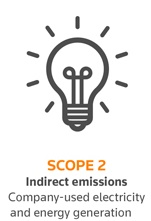 SCOPE 2
Indirect emissions
Company-used electricity
and energy generation